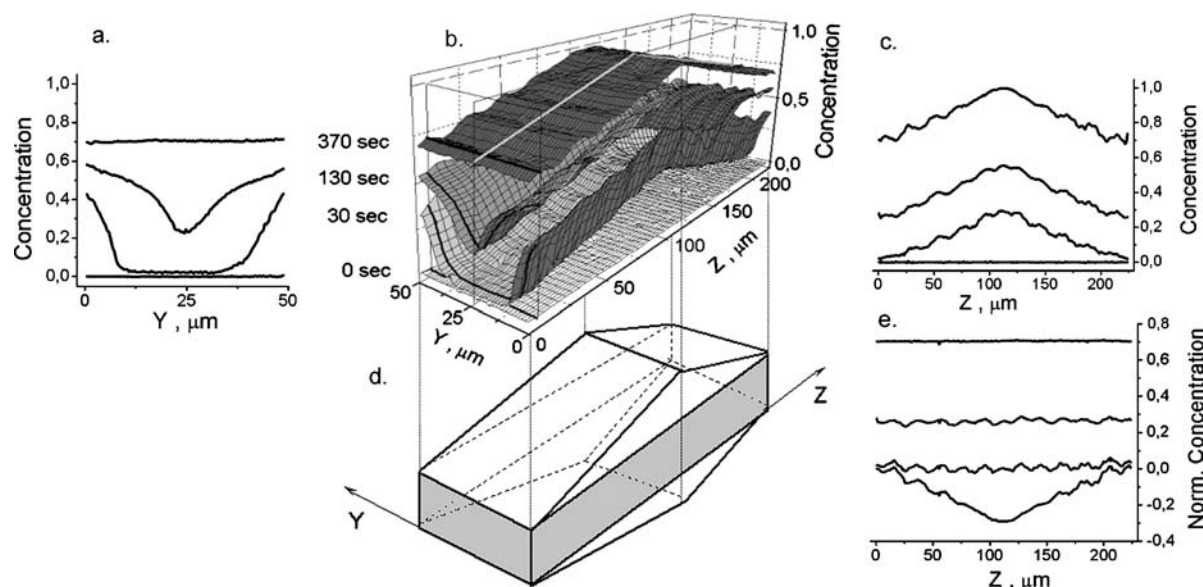 a.
Concentration
1,0
0,8
0,6
0,4
0,2
0,0
0
25
50
Y , μm
b.
370 sec
130 sec
30 sec
0 sec
50
25
0
Y, μm
0
50
100
150
200
Z , μm
1,0
0,5
0,0
Concentration
c.
1,0
0,8
0,6
0,4
0,2
0,0
Concentration
0
50
100
150
200
Z , μm
d.
Y
Z
e.
0,8
0,6
0,4
0,2
0,0
-0,2
-0,4
Norm. Concentration
0
50
100
150
200
Z , μm